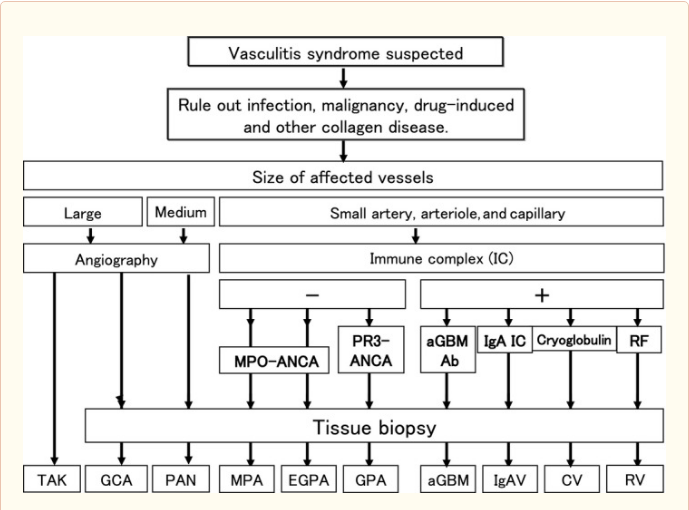 Vasculitis syndrome suspected
Rule out infection, malignancy, drug-induced
and other collagen disease.
Size of affected vessels
Large
Medium
Small artery, arteriole, and capillary
Angiography
Immune complex (IC)
−
+
MPO-ANCA
PR3-
ANCA
aGBM
Ab
IgA IC
Cryoglobulin
RF
Tissue biopsy
TAK
GCA
PAN
MPA
EGPA
GPA
aGBM
IgAV
CV
RV